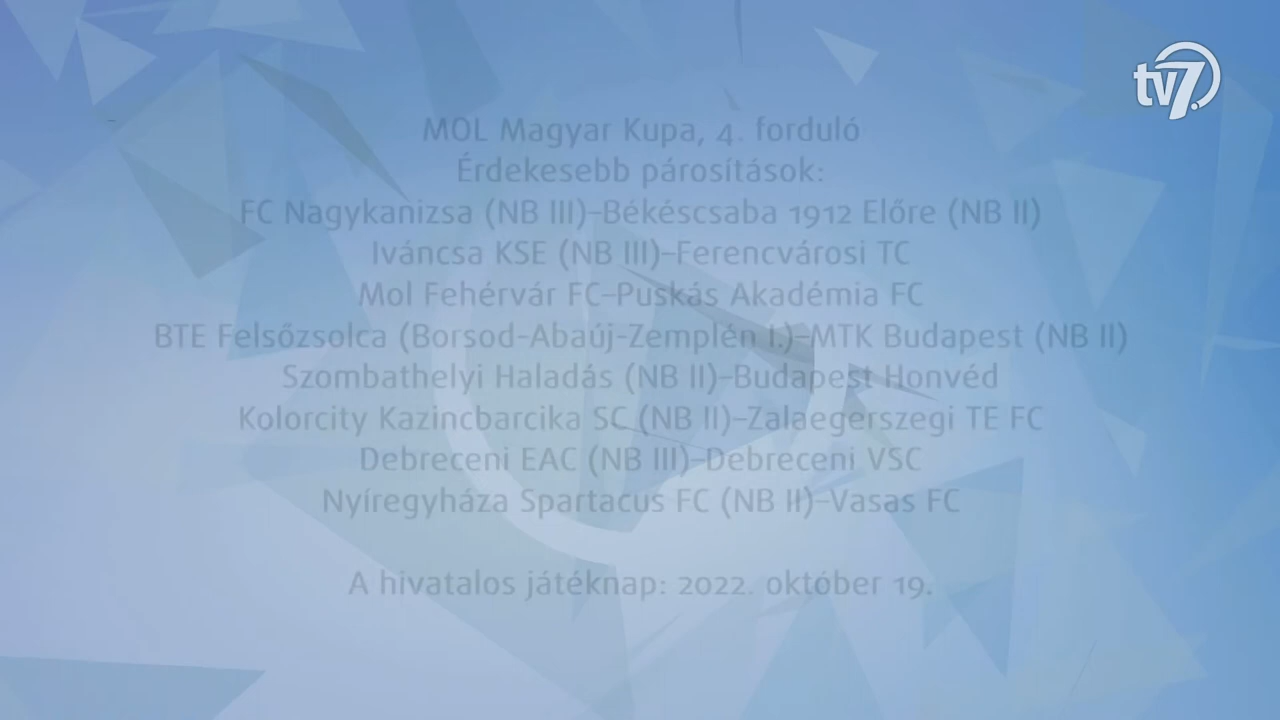 tv7.
MOL Magyar Kupa, 4. forduló
Érdekesebb párosítások:
FC Nagykanizsa (NB III)–Békéscsaba 1912 Előre (NB II)
Iváncsa KSE (NB III)–Ferencvárosi TC
Mol Fehérvár FC–Puskás Akadémia FC
BTE Felsőzsolca (Borsod-Abaúj-Zemplén I.)–MTK Budapest (NB II)
Szombathelyi Haladás (NB II)–Budapest Honvéd
Kolorcity Kazincbarcika SC (NB II)–Zalaegerszegi TE FC
Debreceni EAC (NB III)–Debreceni VSC
Nyíregyháza Spartacus FC (NB II)–Vasas FC
A hivatalos játéknap: 2022. október 19.